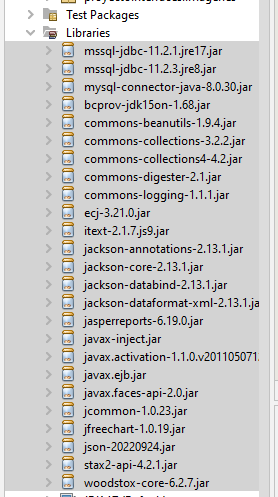 Test Packages
Libraries
mssql-jdbc-11.2.1.jre17.jar
mssql-jdbc-11.2.3.jre8.jar
mysql-connector-java-8.0.30.jar
bcprov-jdk15on-1.68.jar
commons-beanutils-1.9.4.jar
commons-collections-3.2.2.jar
commons-collections4-4.2.jar
commons-digester-2.1.jar
commons-logging-1.1.1.jar
ecj-3.21.0.jar
itext-2.1.7.js9.jar
jackson-annotations-2.13.1.jar
jackson-core-2.13.1.jar
jackson-databind-2.13.1.jar
jackson-dataformat-xml-2.13.1.ja
jasperreports-6.19.0.jar
javax-inject.jar
javax.activation-1.1.0.v201105071
javax.ejb.jar
javax.faces-api-2.0.jar
jcommon-1.0.23.jar
jfreechart-1.0.19.jar
json-20220924.jar
stax2-api-4.2.1.jar
woodstox-core-6.2.7.jar